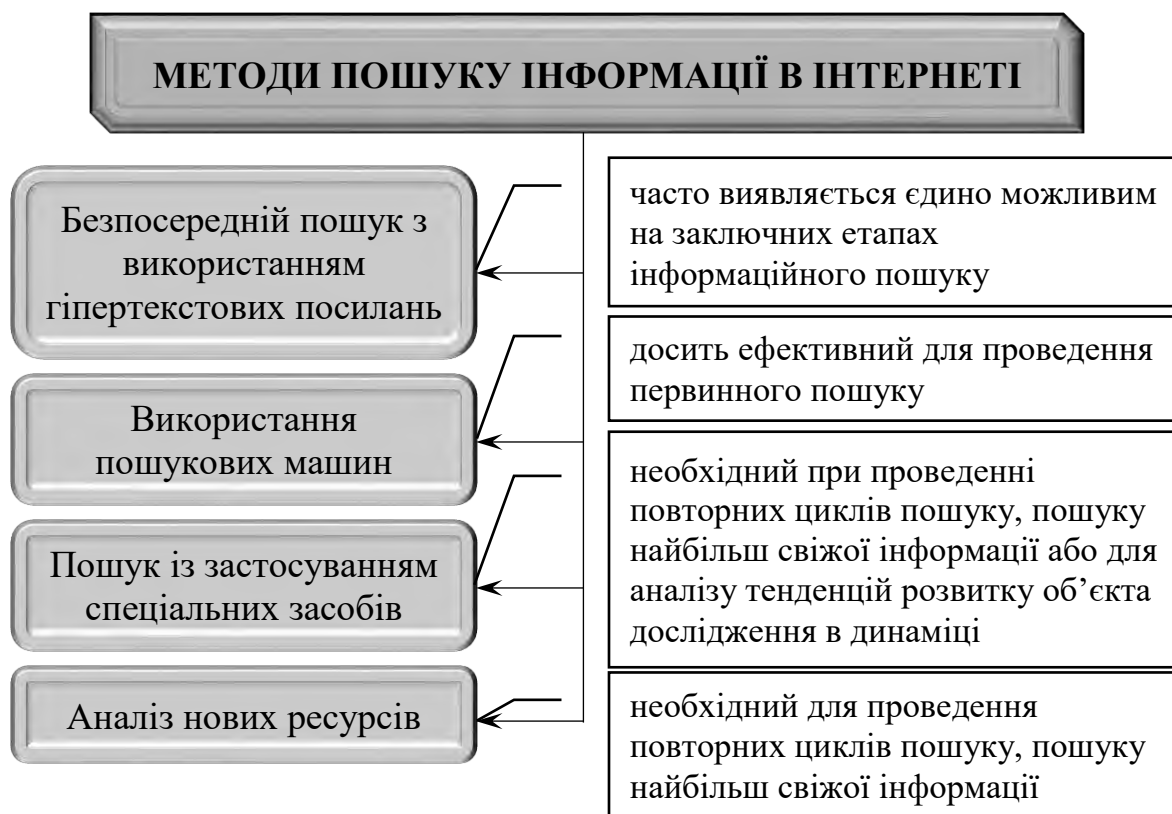 МЕТОДИ ПОШУКУ ІНФОРМАЦІЇ В ІНТЕРНЕТІ
Безпосередній пошук з
використанням
гіпертекстових посилань
часто виявляється єдино можливим
на заключних етапах
інформаційного пошуку
Використання
пошукових машин
досить ефективний для проведення
первинного пошуку
Пошук із застосуванням
спеціальних засобів
необхідний при проведенні
повторних циклів пошуку, пошуку
найбільш свіжої інформації або для
аналізу тенденцій розвитку об’єкта
дослідження в динаміці
Аналіз нових ресурсів
необхідний для проведення
повторних циклів пошуку, пошуку
найбільш свіжої інформації